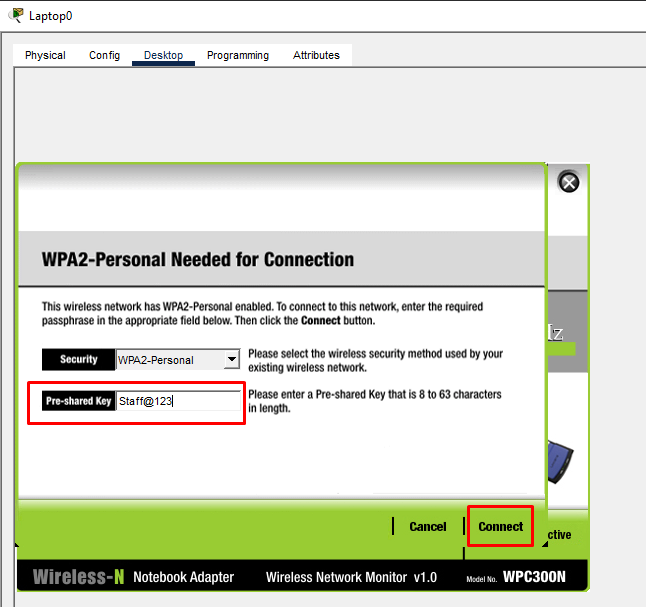 Laptop0
Physical Config Desktop Programming Attributes
WPA2-Personal Needed for Connection
This wireless network has WPA2-Personal enabled. To connect to this network, enter the required
passphrase in the appropriate field below. Then click the Connect button.
Security WPA2-Personal Please select the wireless security method used by your
existing wireless network.
Pre-shared Key Staff@123 Please enter a Pre-shared Key that is 8 to 63 characters
in length.
Cancel Connect
Wireless-N Notebook Adapter Wireless Network Monitor v1.0 Model No. WPC300N